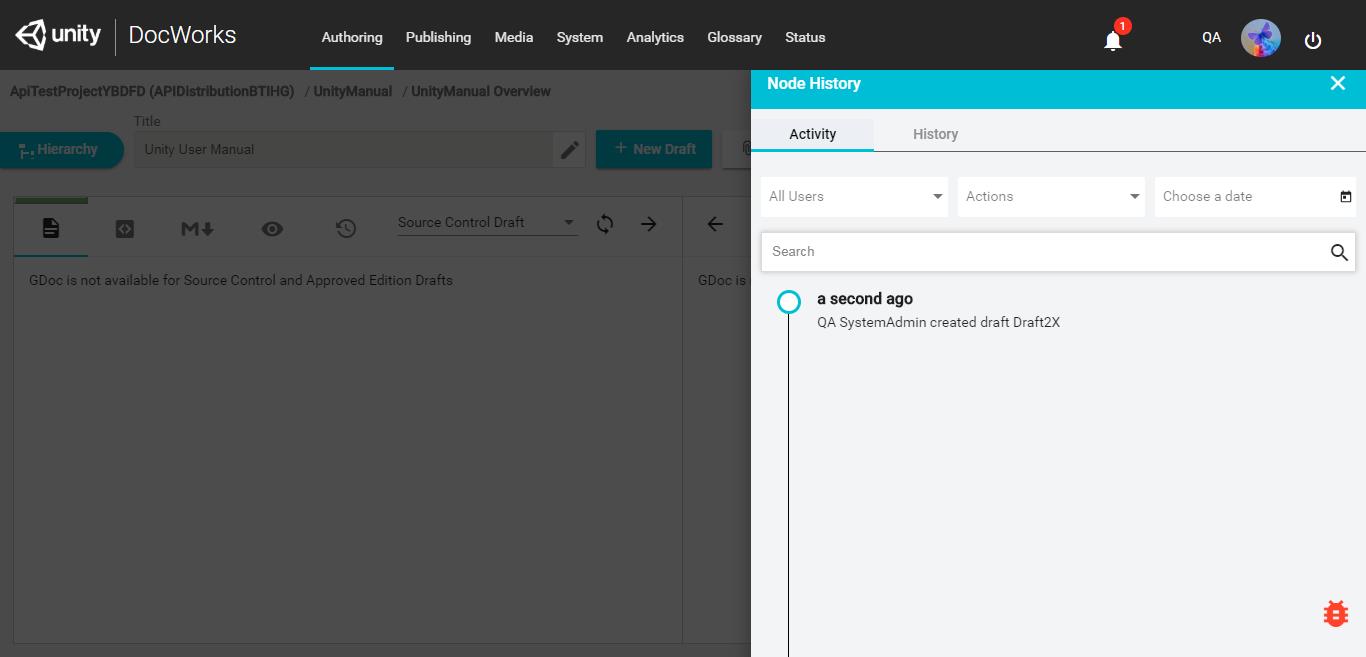 unity DocWorks
Authoring Publishing Media System Analytics Glossary Status
1
QA
ApiTestProjectYBDFD (APIDistributionBTIHG) / UnityManual / UnityManual Overview
Title
Hierarchy
Unity User Manual
+ New Draft
M
Source Control Draft
GDoc is not available for Source Control and Approved Edition Drafts
GDoc is
Node History
Activity History
All Users Actions Choose a date
Search
a second ago
QA SystemAdmin created draft Draft2X